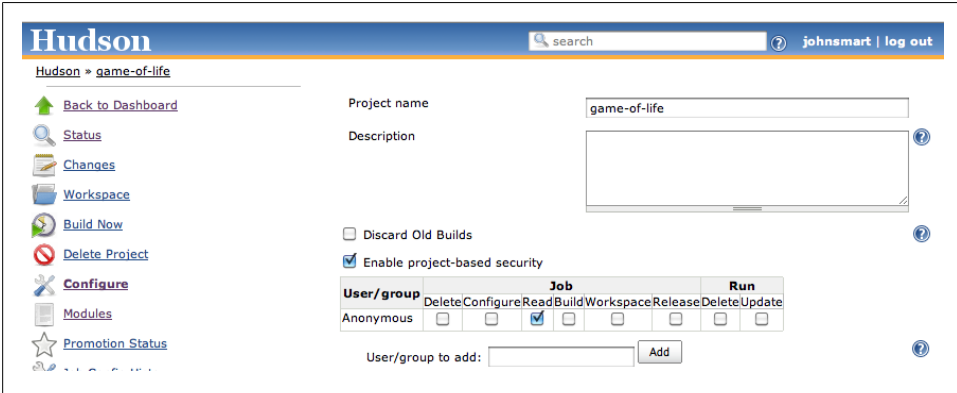 Hudson
search
johnsmart | log out
Hudson » game-of-life
Back to Dashboard
Status
Changes
Workspace
Build Now
Delete Project
Configure
Modules
Promotion Status
Project name
game-of-life
Description
Discard Old Builds
Enable project-based security
User/group Job Run
Delete Configure Read Build Workspace Release Delete Update
Anonymous
User/group to add:
Add